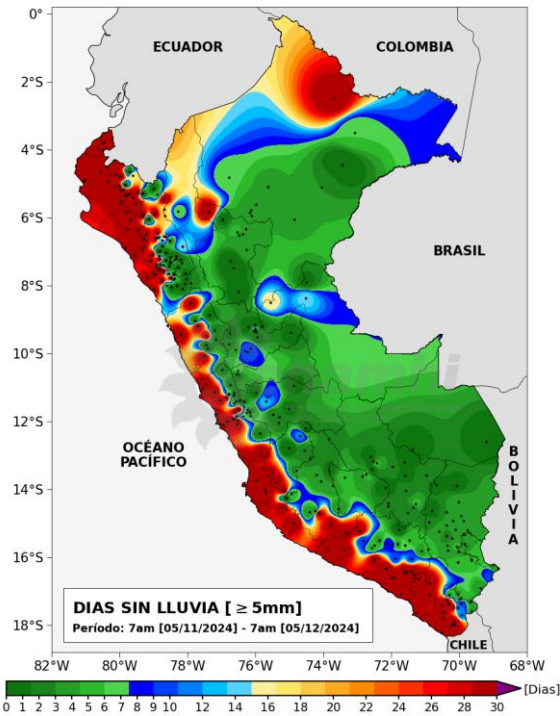 0°
2°S
4°S
6°S
8°S
10°S
12°S
14°S
16°S
18°S
ECUADOR
COLOMBIA
BRASIL
OCÉANO
PACÍFICO
B
O
L
I
V
I
A
CHILE
DIAS SIN LLUVIA [ ≥ 5mm]
Período: 7am [05/11/2024] - 7am [05/12/2024]
82°W 80°W 78°W 76°W 74°W 72°W 70°W 68°W
0 1 2 3 4 5 6 7 8 9 10 12 14 16 18 20 22 24 26 28 30 [Dias]